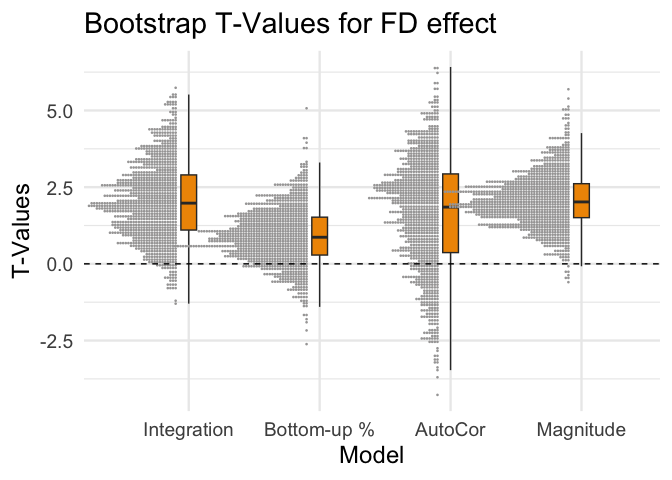 Bootstrap T-Values for FD effect
5.0
2.5
0.0
-2.5
T-Values
Integration Bottom-up % AutoCor Magnitude
Model